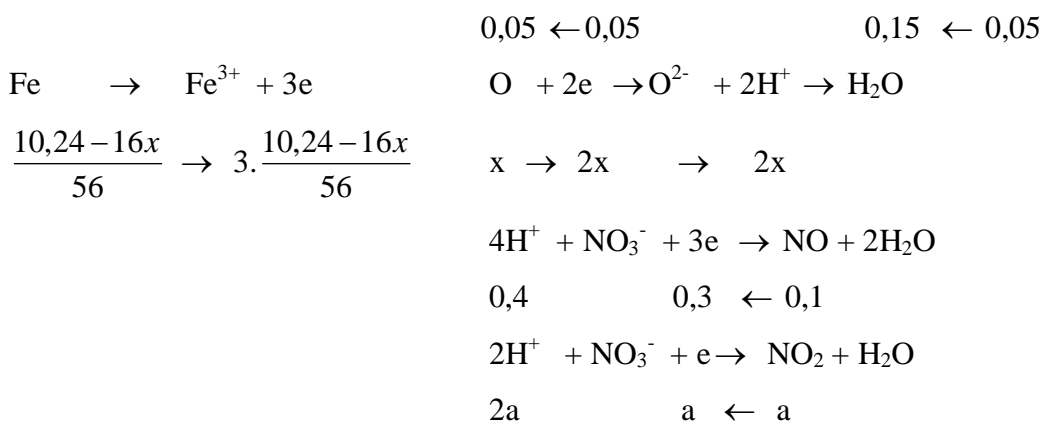 0,05 ←0,05 0,15 ← 0,05
Fe → Fe³⁺ + 3e O + 2e →O²⁻ + 2H⁺ → H₂O
(10,24−16x)/56 → 3.(10,24−16x)/56 x → 2x → 2x
4H⁺ + NO₃⁻ + 3e → NO + 2H₂O
0,4 0,3 ← 0,1
2H⁺ + NO₃⁻ + e→ NO₂ + H₂O
2a a ← a